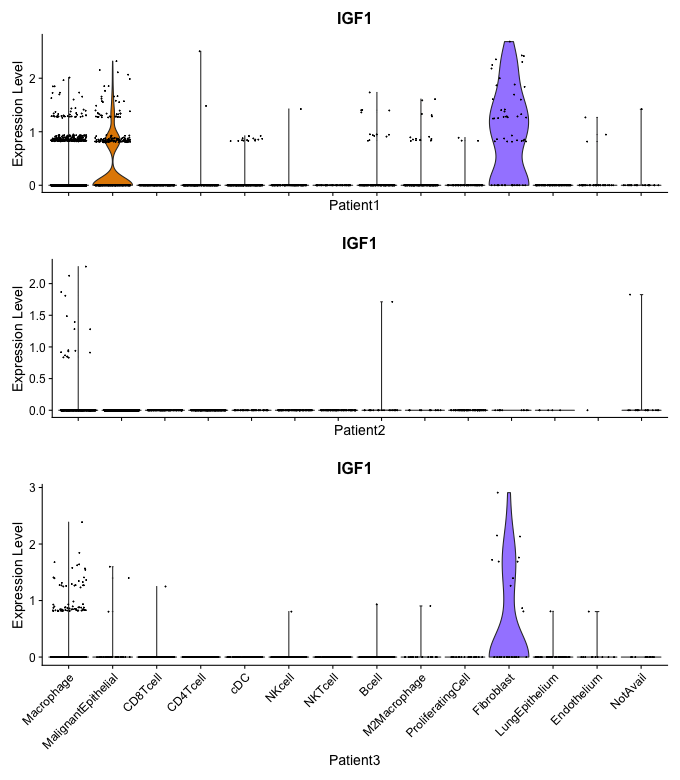 IGF1
Expression Level
2
1
0
Patient1
IGF1
Expression Level
2.0
1.5
1.0
0.5
0.0
Patient2
IGF1
Expression Level
3
2
1
0
Macrophage
MalignantEpithelial
CD8Tcell
CD4Tcell
cDC
NKcell
NKTcell
Bcell
M2Macrophage
ProliferatingCell
Fibroblast
LungEpithelium
Endothelium
NotAvail
Patient3